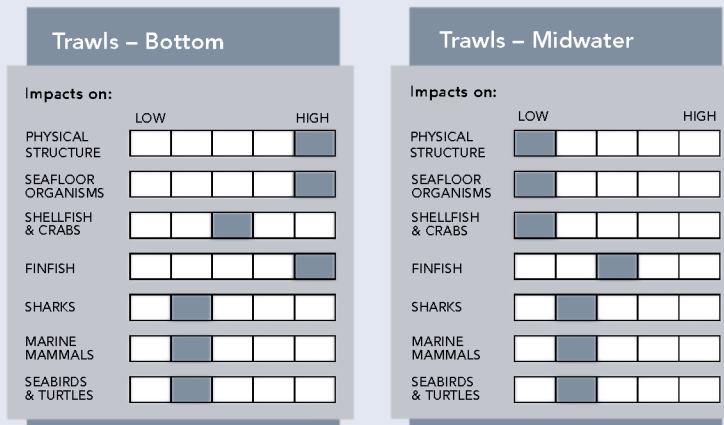 Trawls – Bottom
Impacts on:
LOW HIGH
PHYSICAL
STRUCTURE
SEAFLOOR
ORGANISMS
SHELLFISH
& CRABS
FINFISH
SHARKS
MARINE
MAMMALS
SEABIRDS
& TURTLES
Trawls – Midwater
Impacts on:
LOW HIGH
PHYSICAL
STRUCTURE
SEAFLOOR
ORGANISMS
SHELLFISH
& CRABS
FINFISH
SHARKS
MARINE
MAMMALS
SEABIRDS
& TURTLES